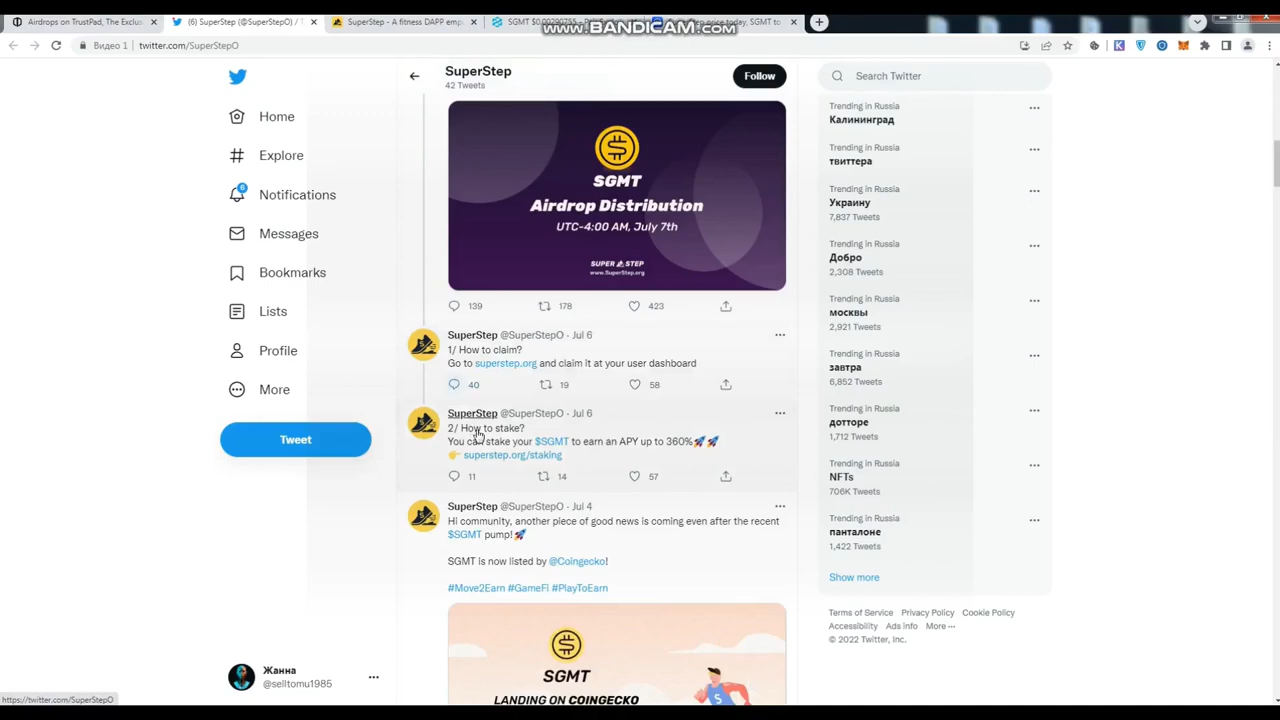 Airdrops on TrustPad, The Exclus
(6) SuperStep (@SuperStepO) / T
SuperStep - A fitness DAPP emp
SGMT $0.00290755
price today, SGMT to
www.BANDICAM.com
Видео 1
twitter.com/SuperStepO
SuperStep
42 Tweets
Follow
Search Twitter
Home
Explore
6
Notifications
Messages
Bookmarks
Lists
Profile
More
Tweet
Жанна
@selltomu1985
SGMT
Airdrop Distribution
UTC-4:00 AM, July 7th
SUPER STEP
www.SuperStep.org
139 178 423
SuperStep @SuperStepO · Jul 6
1/ How to claim?
Go to superstep.org and claim it at your user dashboard
40 19 58
SuperStep @SuperStepO · Jul 6
2/ How to stake?
You can stake your $SGMT to earn an APY up to 360%🚀🚀
👉 superstep.org/staking
11 14 57
SuperStep @SuperStepO · Jul 4
Hi community, another piece of good news is coming even after the recent
$SGMT pump!🚀
SGMT is now listed by @Coingecko!
#Move2Earn #GameFi #PlayToEarn
SGMT
LANDING ON COINGECKO
S
Trending in Russia
Калининград
Trending in Russia
твиттера
Trending in Russia
Украину
7,837 Tweets
Trending in Russia
Добро
2,308 Tweets
Trending in Russia
москвы
2,921 Tweets
Trending in Russia
завтра
6,852 Tweets
Trending in Russia
дотторе
1,712 Tweets
Trending in Russia
NFTs
706K Tweets
Trending in Russia
панталоне
1,422 Tweets
Show more
Terms of Service Privacy Policy Cookie Policy
Accessibility Ads info More ···
© 2022 Twitter, Inc.
https://twitter.com/SuperStepO